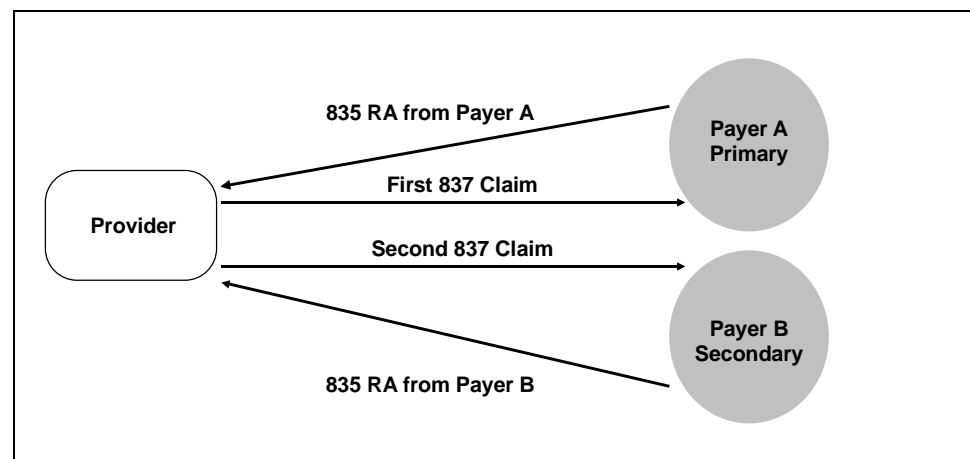 835 RA from Payer A
Payer A
Primary
First 837 Claim
Provider
Second 837 Claim
Payer B
Secondary
835 RA from Payer B